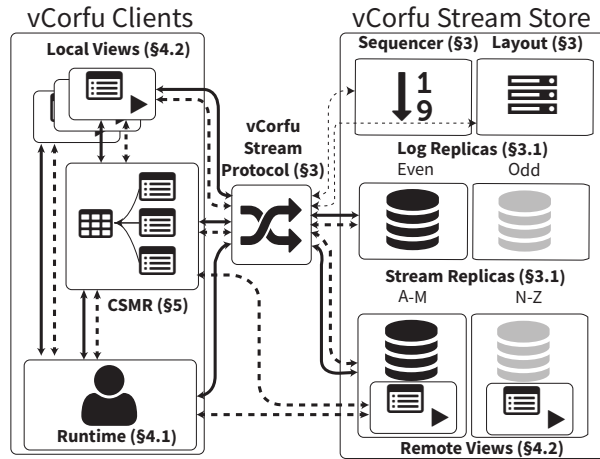 vCorfu Clients
Local Views (§4.2)
CSMR (§5)
Runtime (§4.1)
vCorfu
Stream
Protocol (§3)
vCorfu Stream Store
Sequencer (§3) Layout (§3)
1
9
Log Replicas (§3.1)
Even Odd
Stream Replicas (§3.1)
A-M N-Z
Remote Views (§4.2)